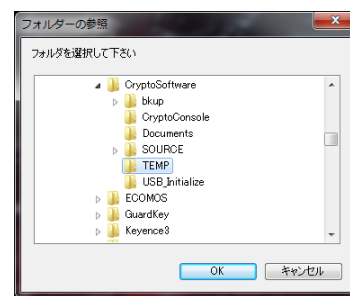 フォルダーの参照
フォルダを選択して下さい
CryptoSoftware
bkup
CryptoConsole
Documents
SOURCE
TEMP
USB_Initialize
ECOMOS
GuardKey
Keyence3
OK
キャンセル